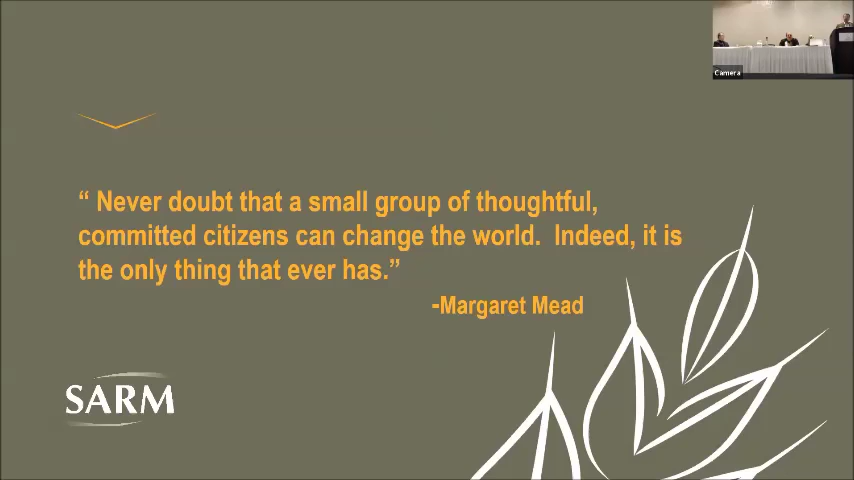 Camera
“ Never doubt that a small group of thoughtful,
committed citizens can change the world.  Indeed, it is
the only thing that ever has.”
-Margaret Mead
SARM